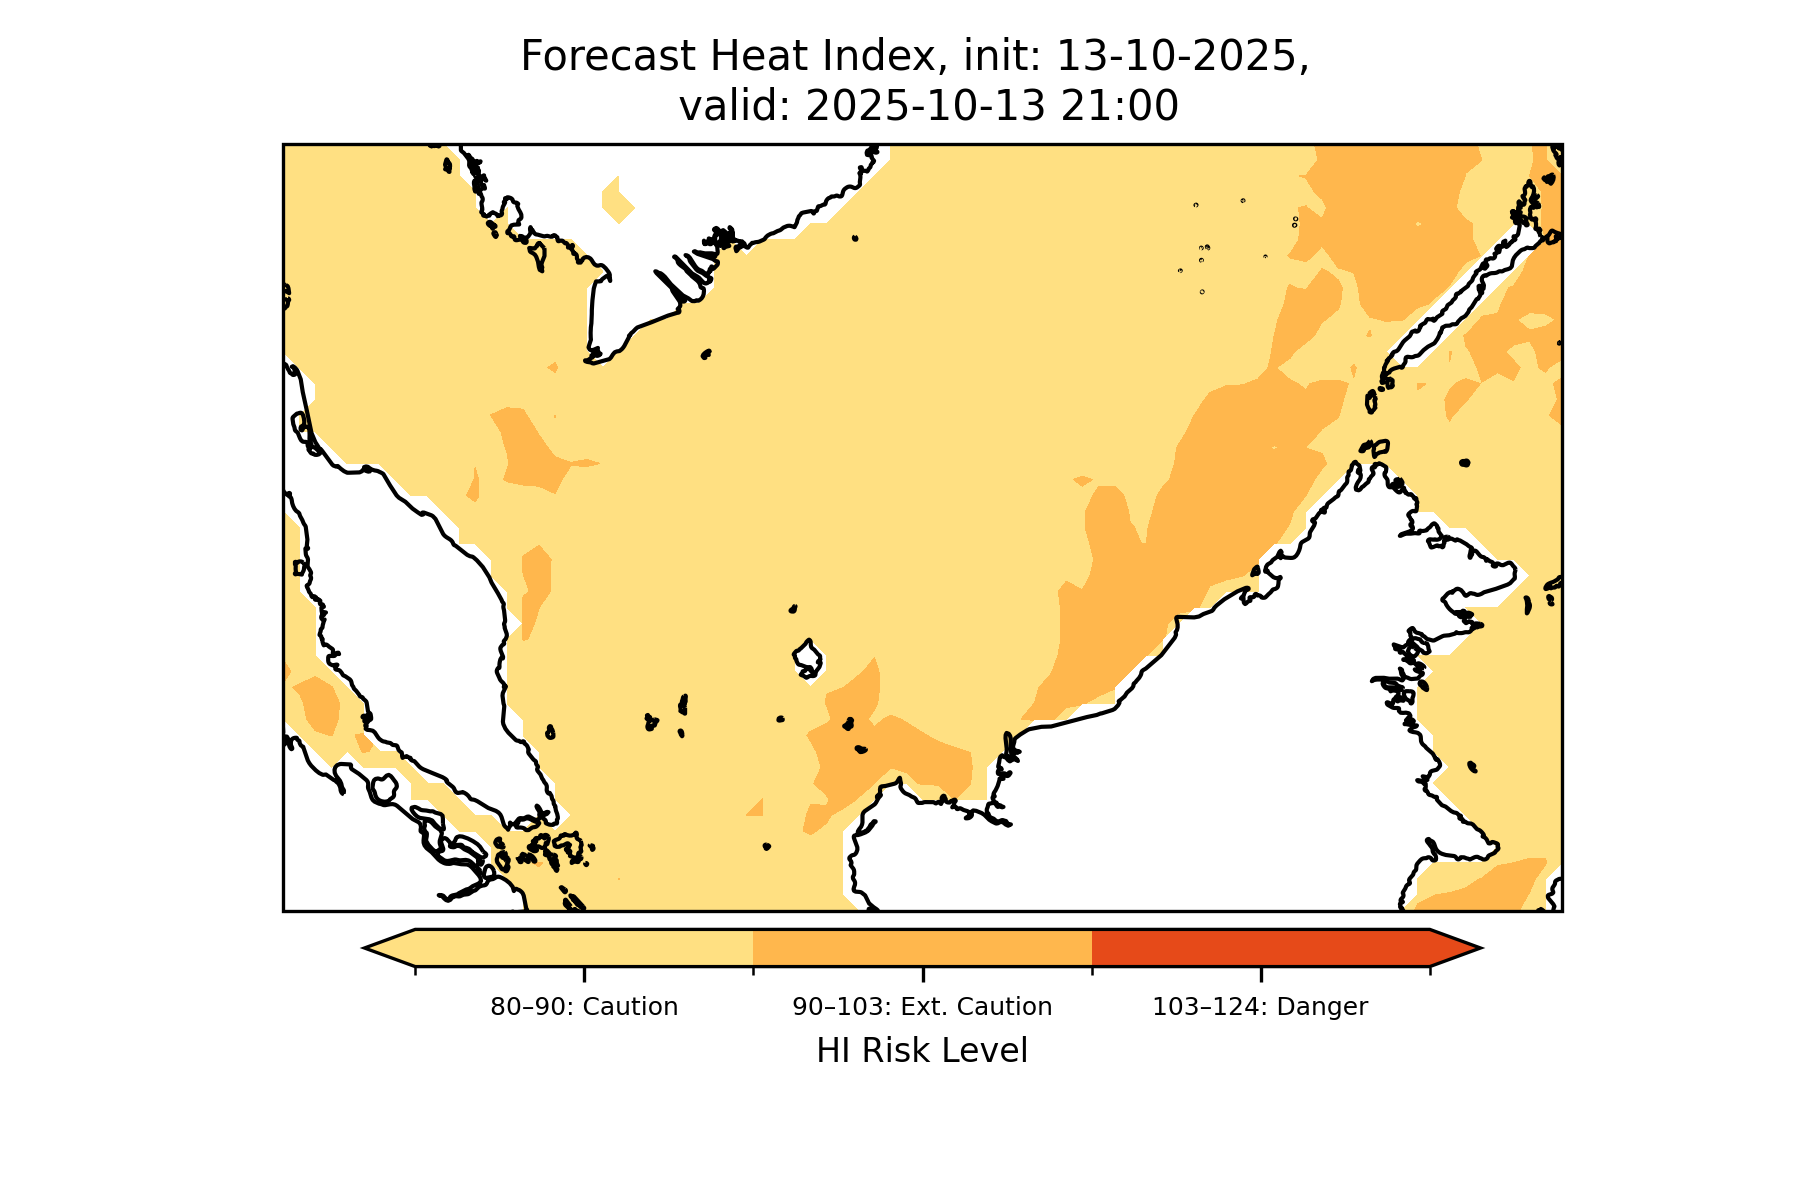 Forecast Heat Index, init: 13-10-2025,
valid: 2025-10-13 21:00
80–90: Caution
90–103: Ext. Caution
103–124: Danger
HI Risk Level